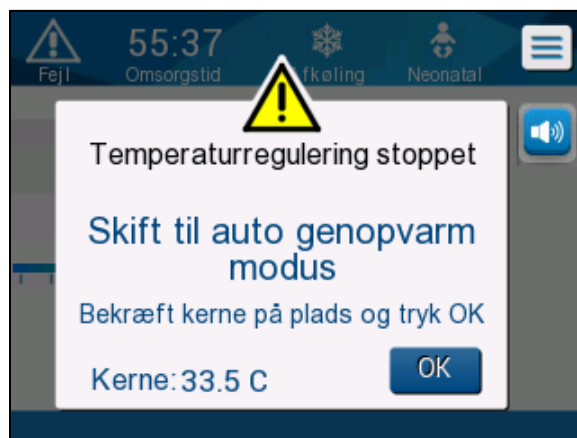 55:37
Fejl Omsorgstid fkøling Neonatal
Temperaturregulering stoppet
Skift til auto genopvarm
modus
Bekræft kerne på plads og tryk OK
Kerne: 33.5 C OK